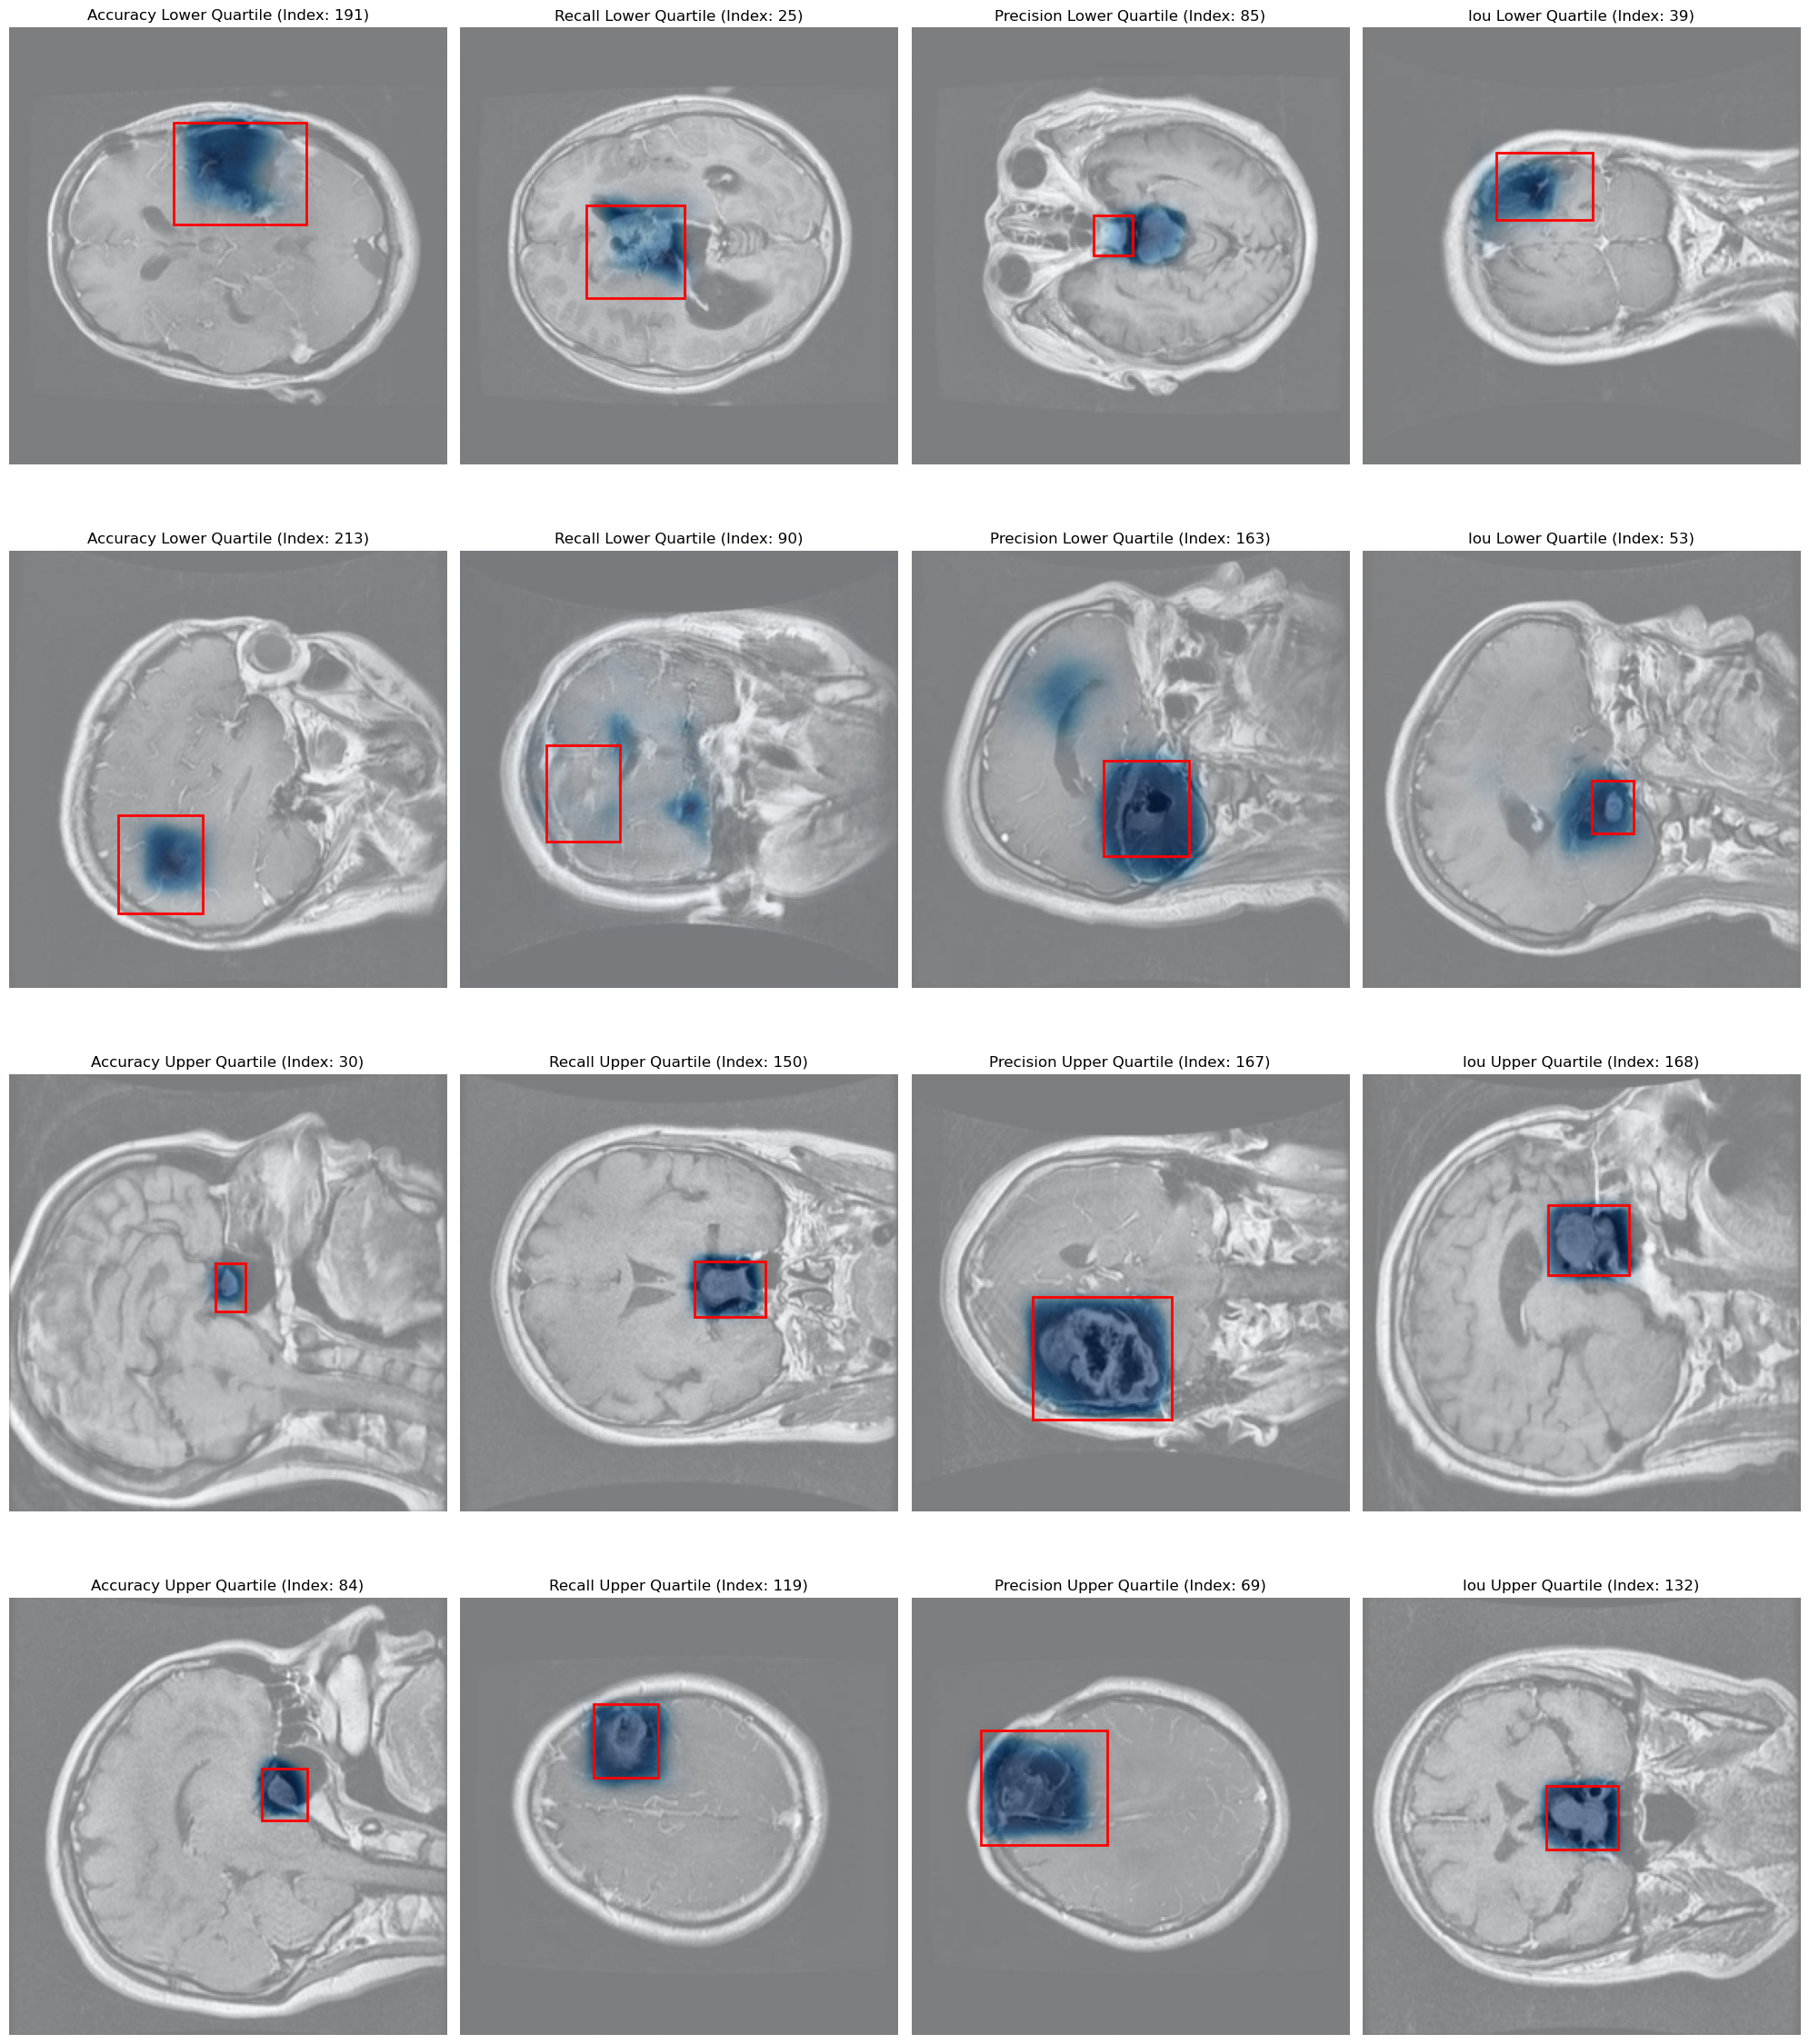 Accuracy Lower Quartile (Index: 191)
Recall Lower Quartile (Index: 25)
Precision Lower Quartile (Index: 85)
Iou Lower Quartile (Index: 39)
Accuracy Lower Quartile (Index: 213)
Recall Lower Quartile (Index: 90)
Precision Lower Quartile (Index: 163)
Iou Lower Quartile (Index: 53)
Accuracy Upper Quartile (Index: 30)
Recall Upper Quartile (Index: 150)
Precision Upper Quartile (Index: 167)
Iou Upper Quartile (Index: 168)
Accuracy Upper Quartile (Index: 84)
Recall Upper Quartile (Index: 119)
Precision Upper Quartile (Index: 69)
Iou Upper Quartile (Index: 132)